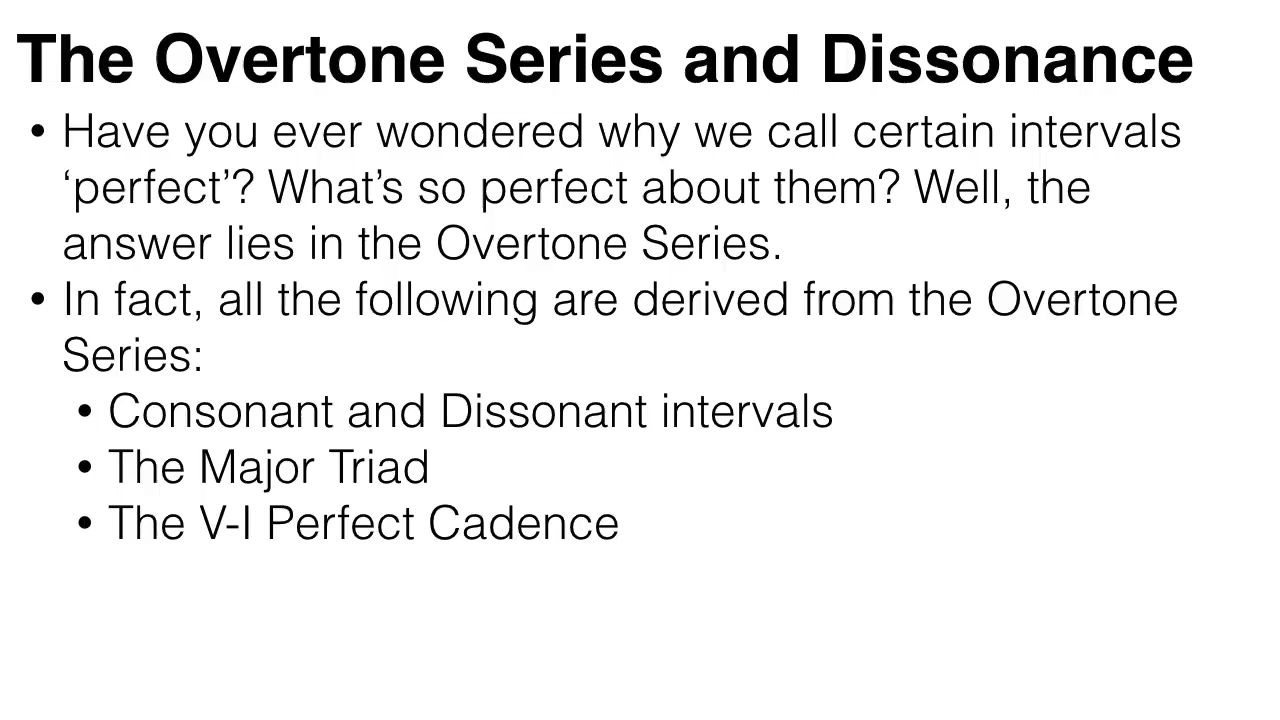 The Overtone Series and Dissonance
• Have you ever wondered why we call certain intervals
‘perfect’? What’s so perfect about them? Well, the
answer lies in the Overtone Series.
• In fact, all the following are derived from the Overtone
Series:
• Consonant and Dissonant intervals
• The Major Triad
• The V-I Perfect Cadence